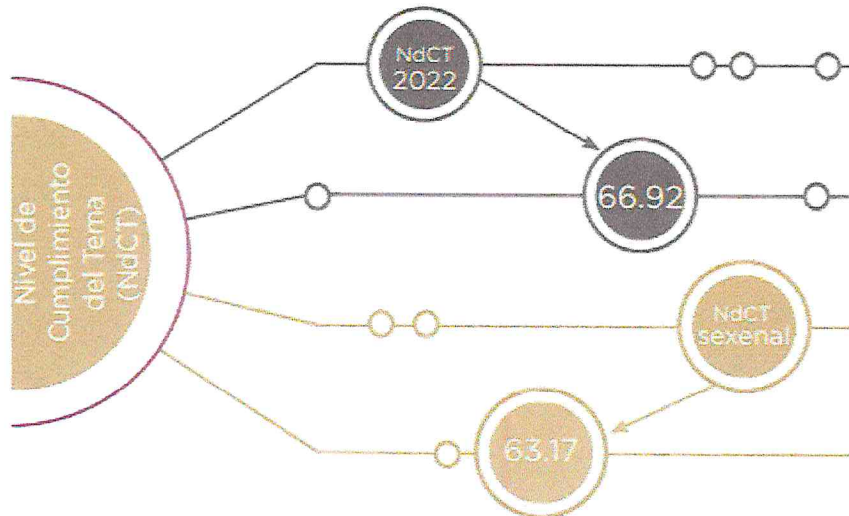 Nivel de
Cumplimiento
del Tema
(NdCT)
NdCT
2022
66.92
NdCT
sexenal
63.17